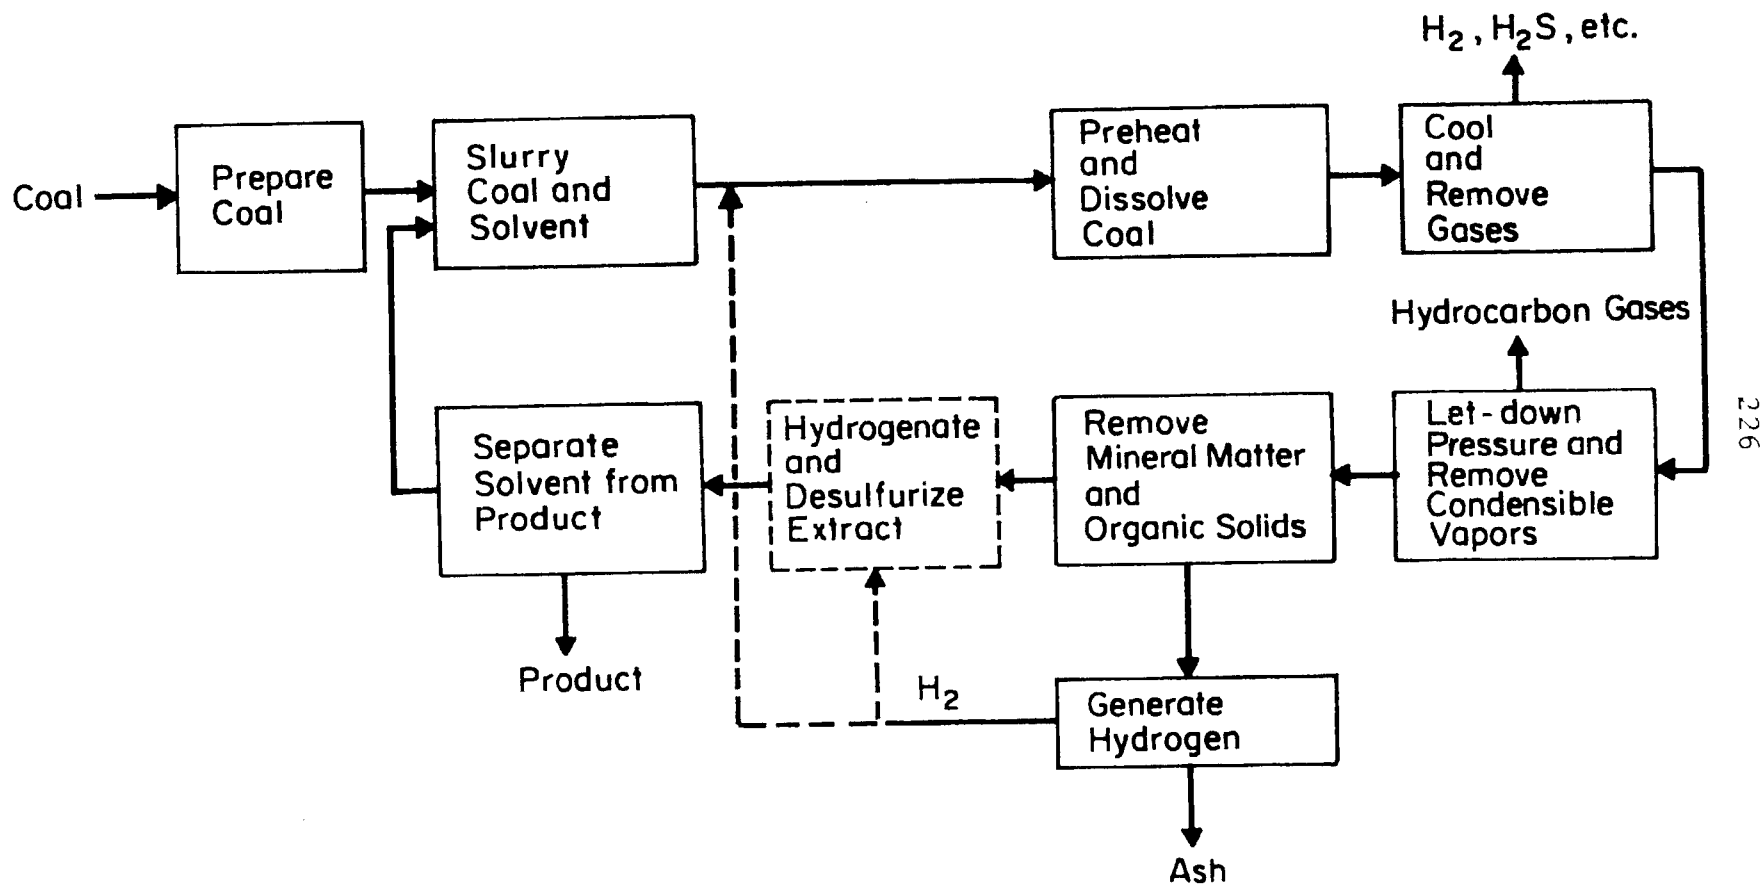 H₂, H₂S, etc.
Coal
Prepare
Coal
Slurry
Coal and
Solvent
Preheat
and
Dissolve
Coal
Cool
and
Remove
Gases
Hydrocarbon Gases
226
Separate
Solvent from
Product
Hydrogenate
and
Desulfurize
Extract
Remove
Mineral Matter
and
Organic Solids
Let-down
Pressure and
Remove
Condensible
Vapors
Product
H₂
Generate
Hydrogen
Ash